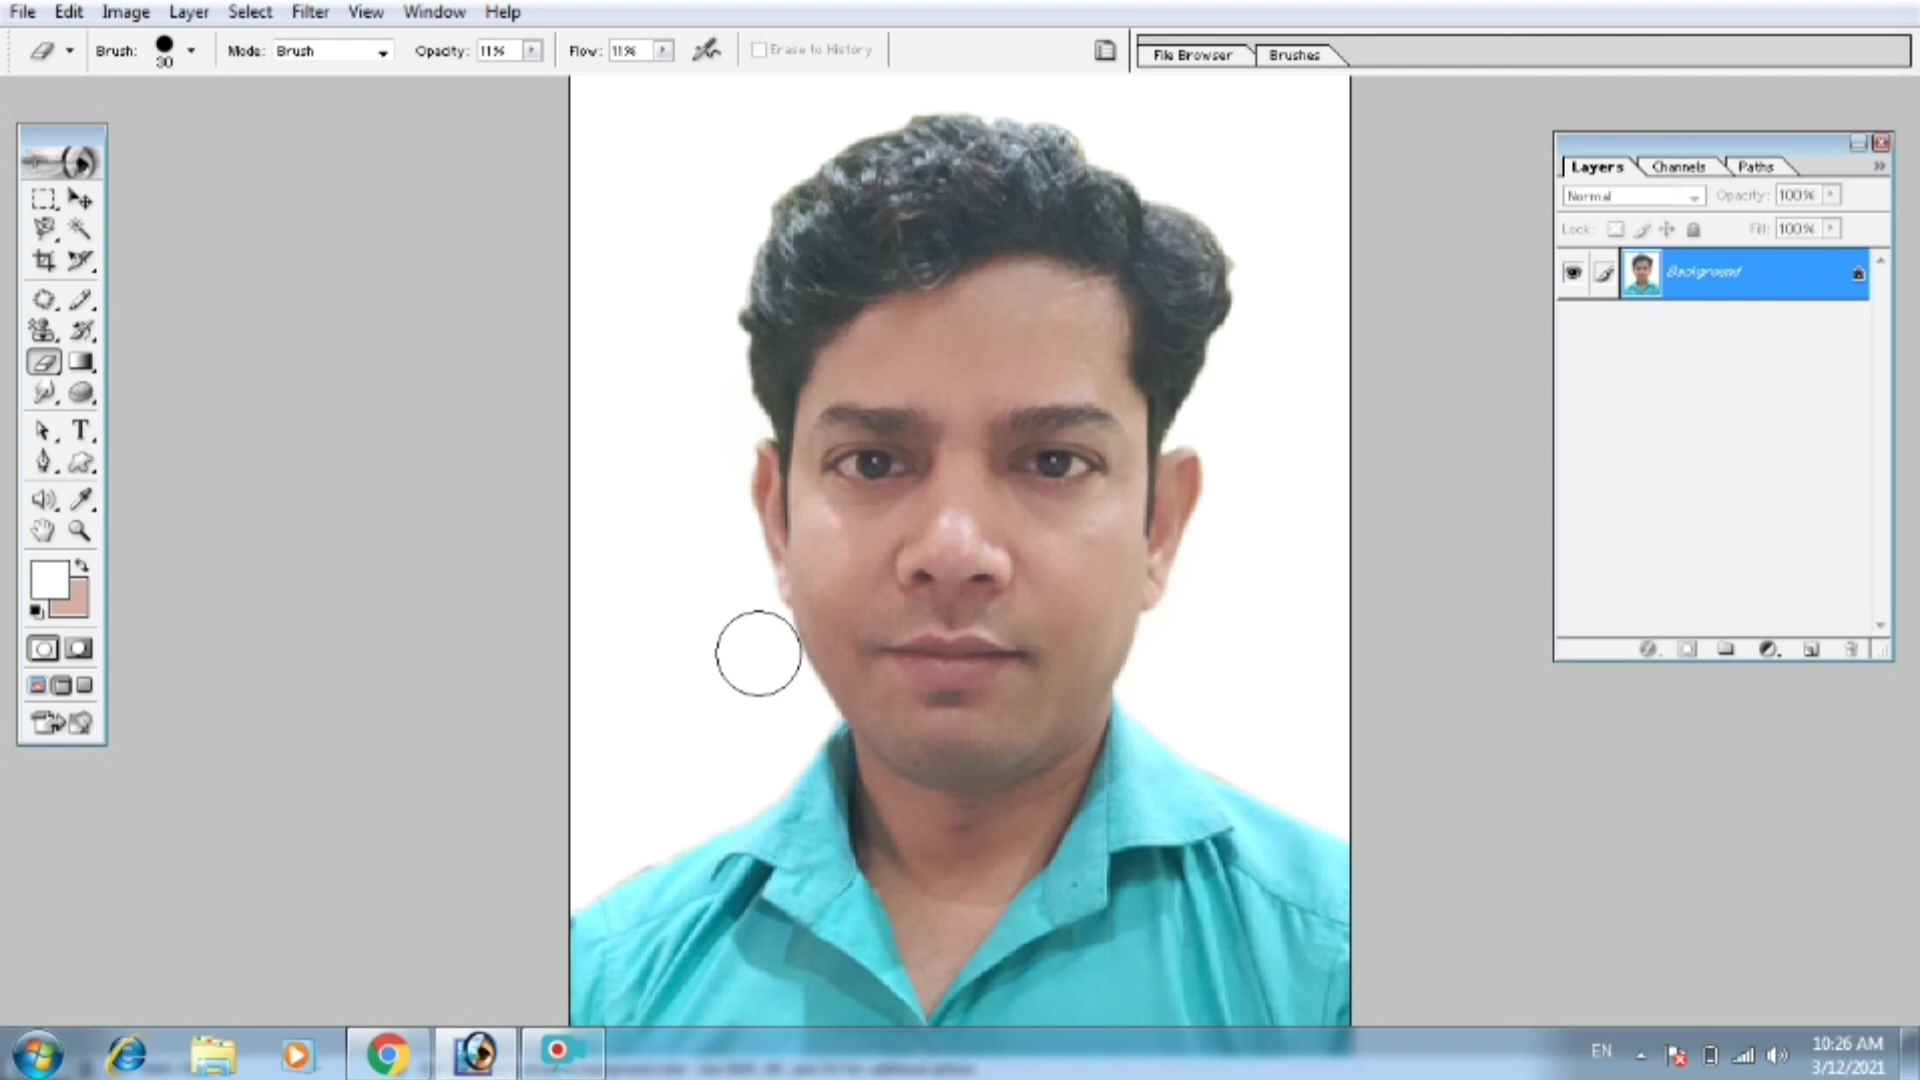 File Edit Image Layer Select Filter View Window Help
Brush: 30 Mode: Brush Opacity: 11% Flow: 11% Erase to History File Browser Brushes
Layers Channels Paths
Normal Opacity: 100%
Lock: Fill: 100%
Background
T
EN 10:26 AM
3/12/2021